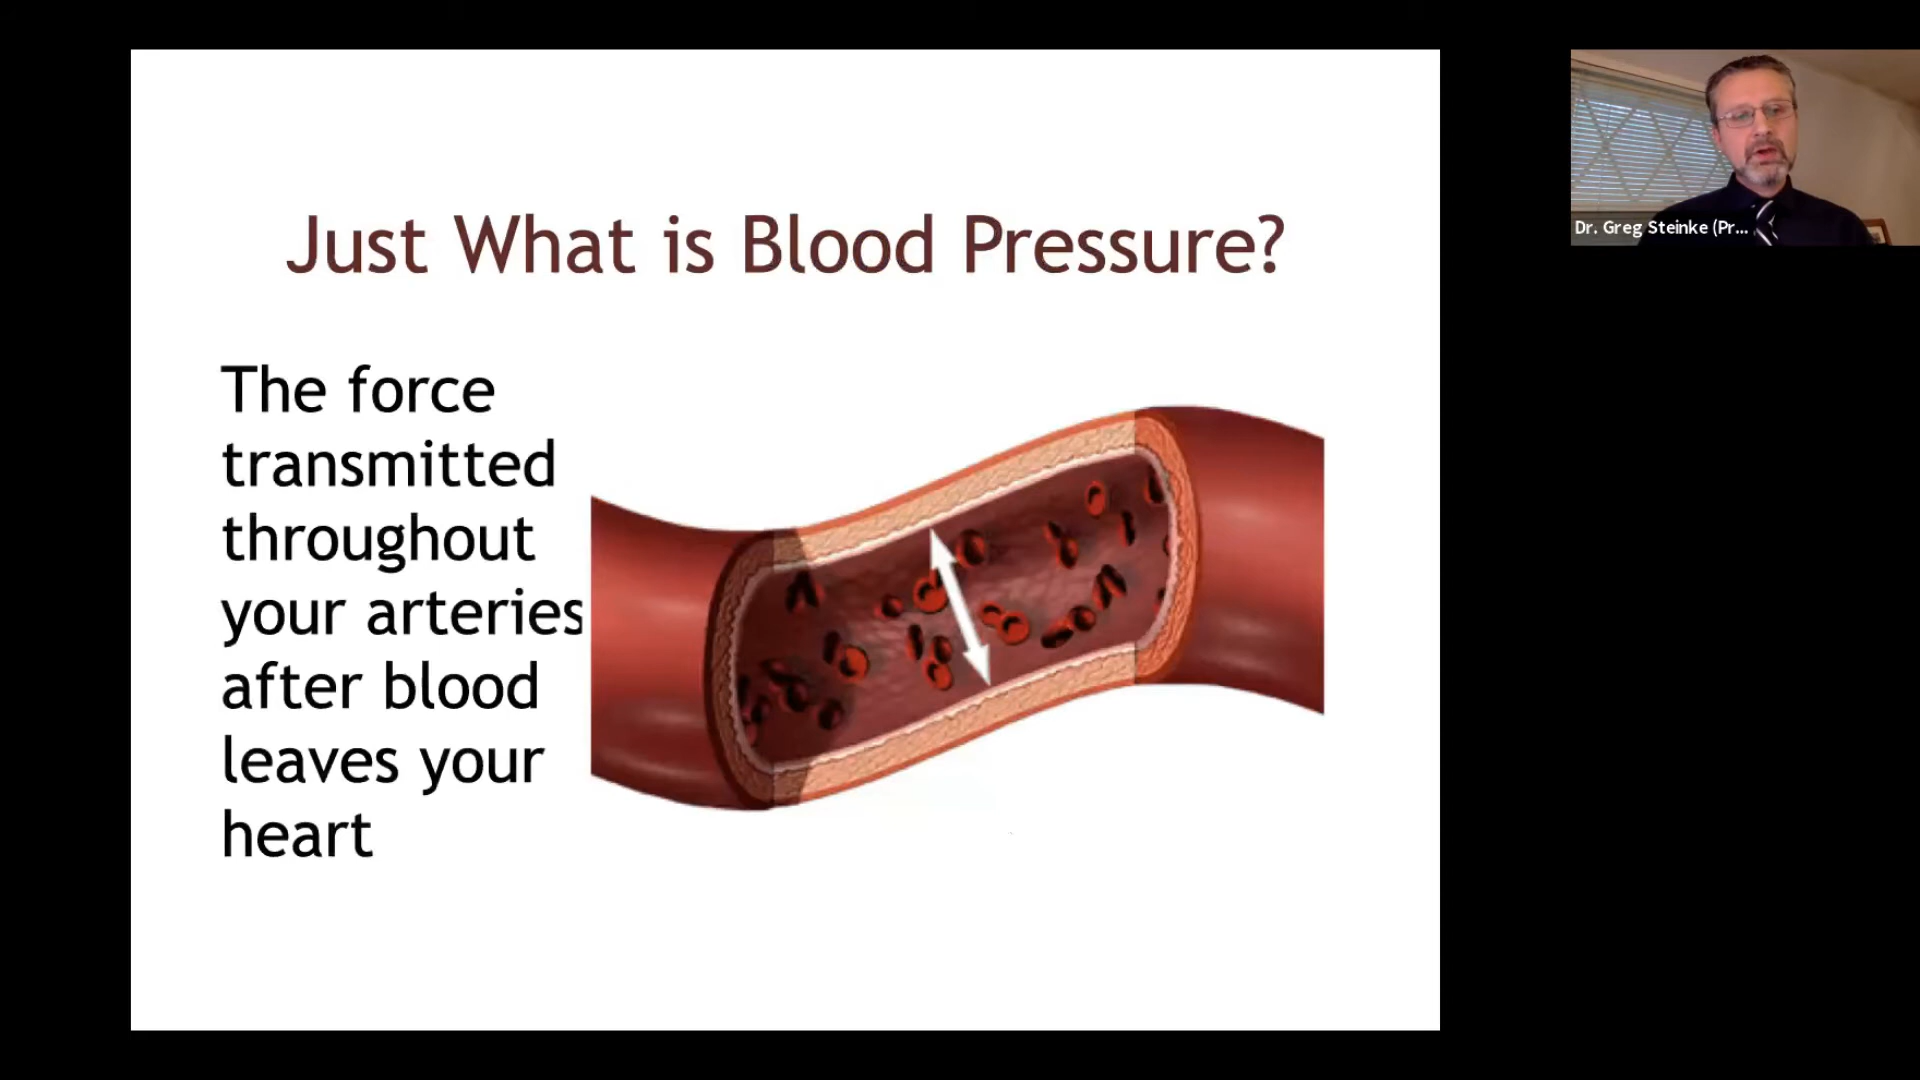 Just What is Blood Pressure?
The force
transmitted
throughout
your arteries
after blood
leaves your
heart
Dr. Greg Steinke (Pr...